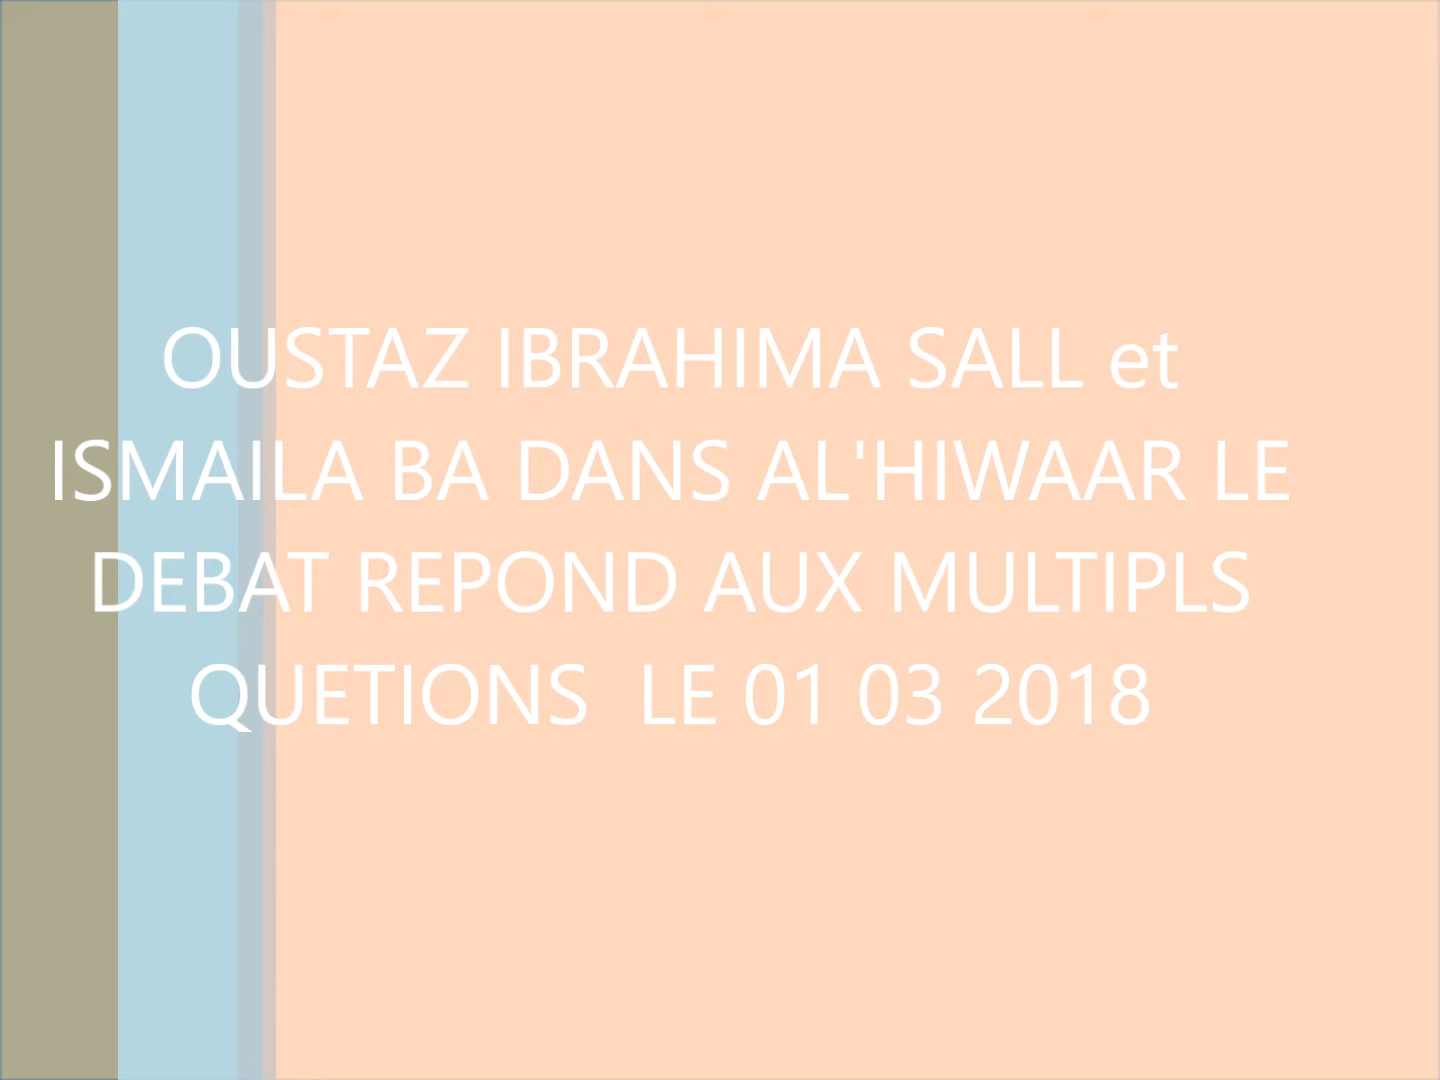 OUSTAZ IBRAHIMA SALL et
ISMAILA BA DANS AL'HIWAAR LE
DEBAT REPOND AUX MULTIPLS
QUETIONS  LE 01 03 2018